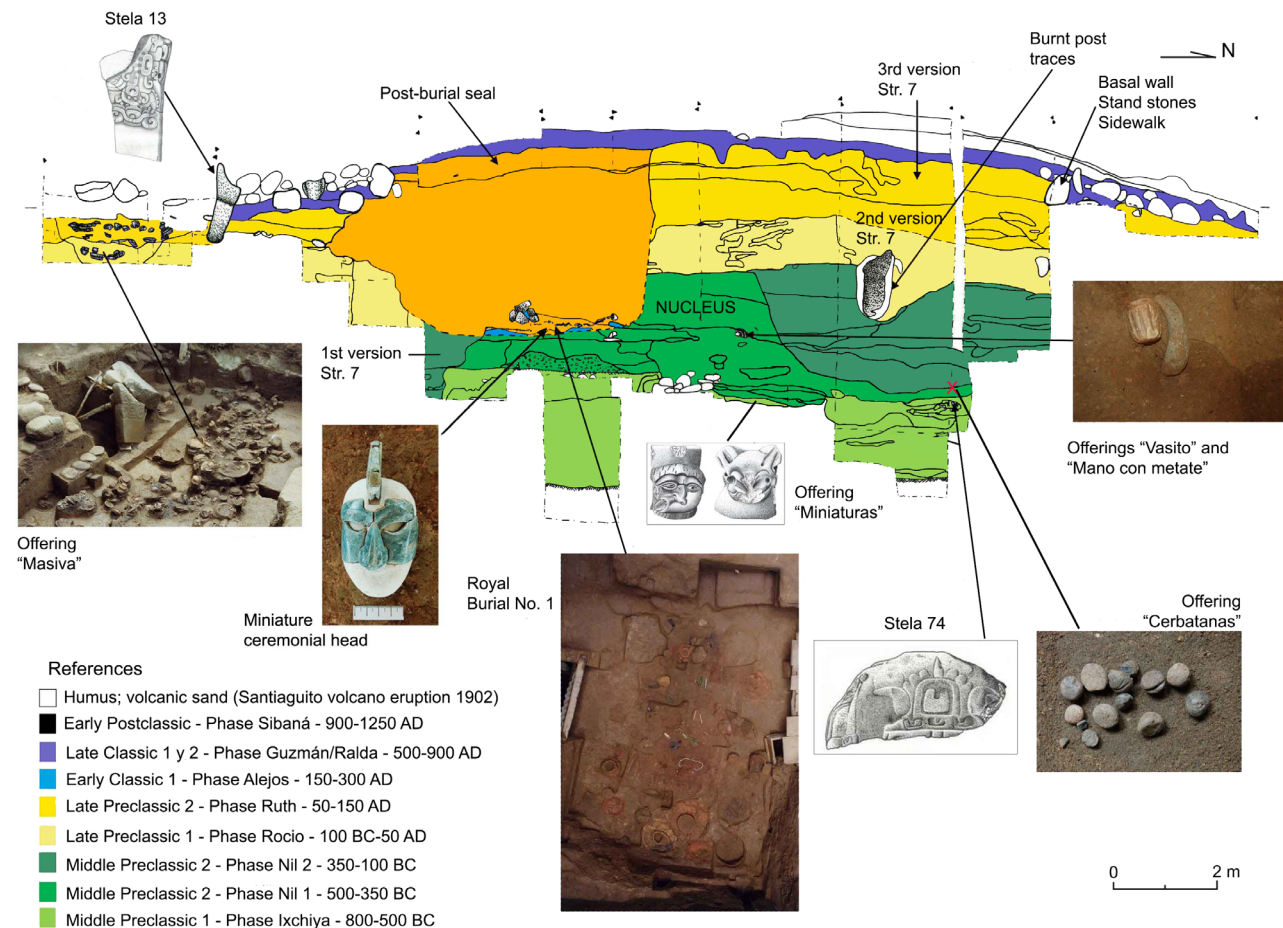 Stela 13
Post-burial seal
3rd version
Str. 7
Burnt post
traces
N
Basal wall
Stand stones
Sidewalk
2nd version
Str. 7
NUCLEUS
1st version
Str. 7
Offering
“Masiva”
Miniature
ceremonial head
Royal
Burial No. 1
Offering
“Miniaturas”
Offerings “Vasito” and
“Mano con metate”
Stela 74
Offering
“Cerbatanas”
References
Humus; volcanic sand (Santiaguito volcano eruption 1902)
Early Postclassic - Phase Sibaná - 900-1250 AD
Late Classic 1 y 2 - Phase Guzmán/Ralda - 500-900 AD
Early Classic 1 - Phase Alejos - 150-300 AD
Late Preclassic 2 - Phase Ruth - 50-150 AD
Late Preclassic 1 - Phase Rocio - 100 BC-50 AD
Middle Preclassic 2 - Phase Nil 2 - 350-100 BC
Middle Preclassic 2 - Phase Nil 1 - 500-350 BC
Middle Preclassic 1 - Phase Ixchiya - 800-500 BC
0 2 m